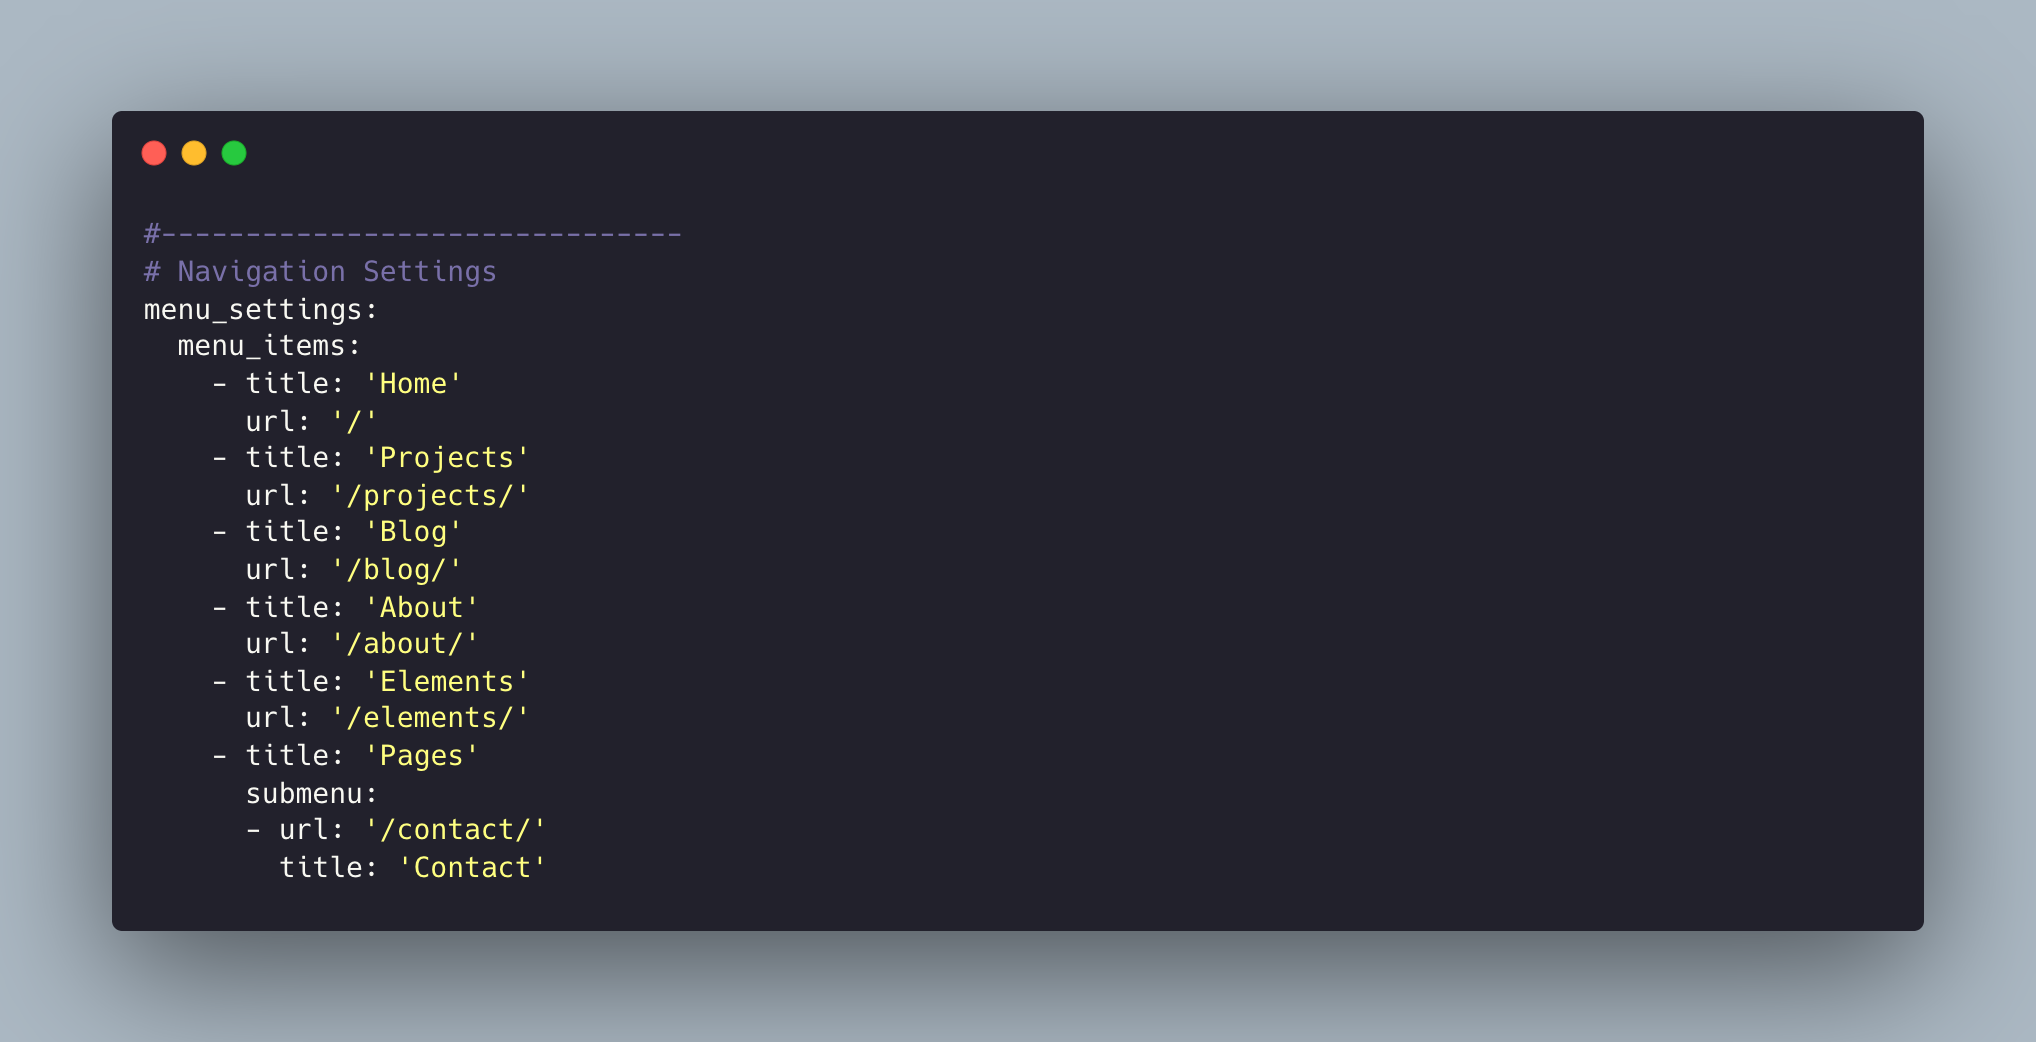 #-------------------------------
# Navigation Settings
menu_settings:
  menu_items:
    - title: 'Home'
      url: '/'
    - title: 'Projects'
      url: '/projects/'
    - title: 'Blog'
      url: '/blog/'
    - title: 'About'
      url: '/about/'
    - title: 'Elements'
      url: '/elements/'
    - title: 'Pages'
      submenu:
      - url: '/contact/'
        title: 'Contact'